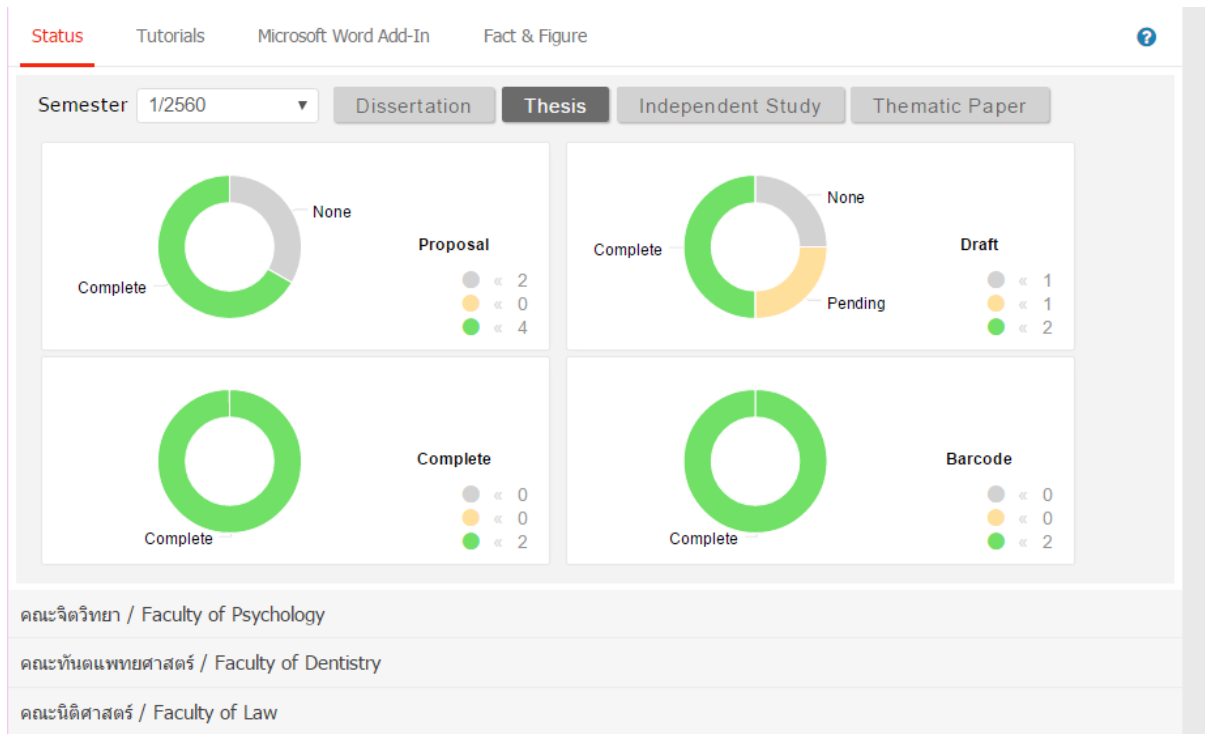 Status Tutorials Microsoft Word Add-In Fact & Figure ?
Semester 1/2560 ▼ Dissertation Thesis Independent Study Thematic Paper
None
Complete
Proposal
« 2
« 0
« 4
None
Complete
Pending
Draft
« 1
« 1
« 2
Complete
Complete
« 0
« 0
« 2
Complete
Barcode
« 0
« 0
« 2
คณะจิตวิทยา / Faculty of Psychology
คณะทันตแพทยศาสตร์ / Faculty of Dentistry
คณะนิติศาสตร์ / Faculty of Law